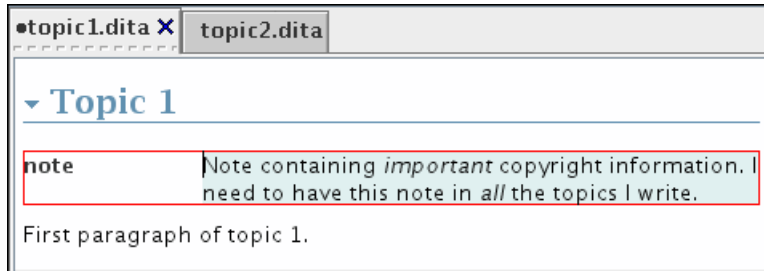 topic1.dita X topic2.dita
Topic 1
note Note containing important copyright information. I
need to have this note in all the topics I write.
First paragraph of topic 1.